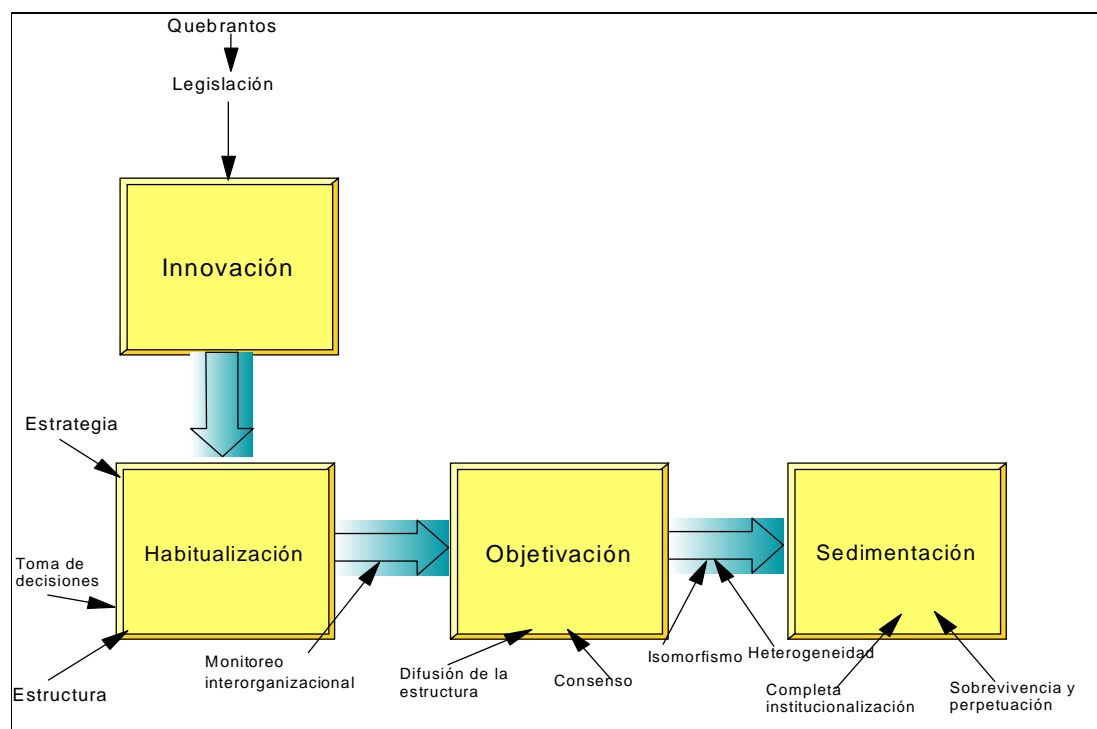 Quebrantos
Legislación
Innovación
Estrategia
Habitualización
Objetivación
Sedimentación
Toma de
decisiones
Estructura
Monitoreo
interorganizacional
Difusión de la
estructura
Consenso
Isomorfismo
Heterogeneidad
Completa
institucionalización
Sobrevivencia y
perpetuación